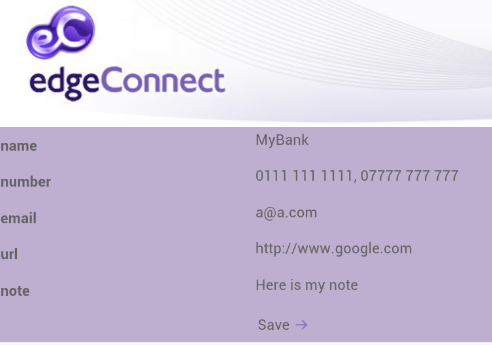 eC
edgeConnect
name MyBank
number 0111 111 1111, 07777 777 777
email a@a.com
url http://www.google.com
note Here is my note
Save →